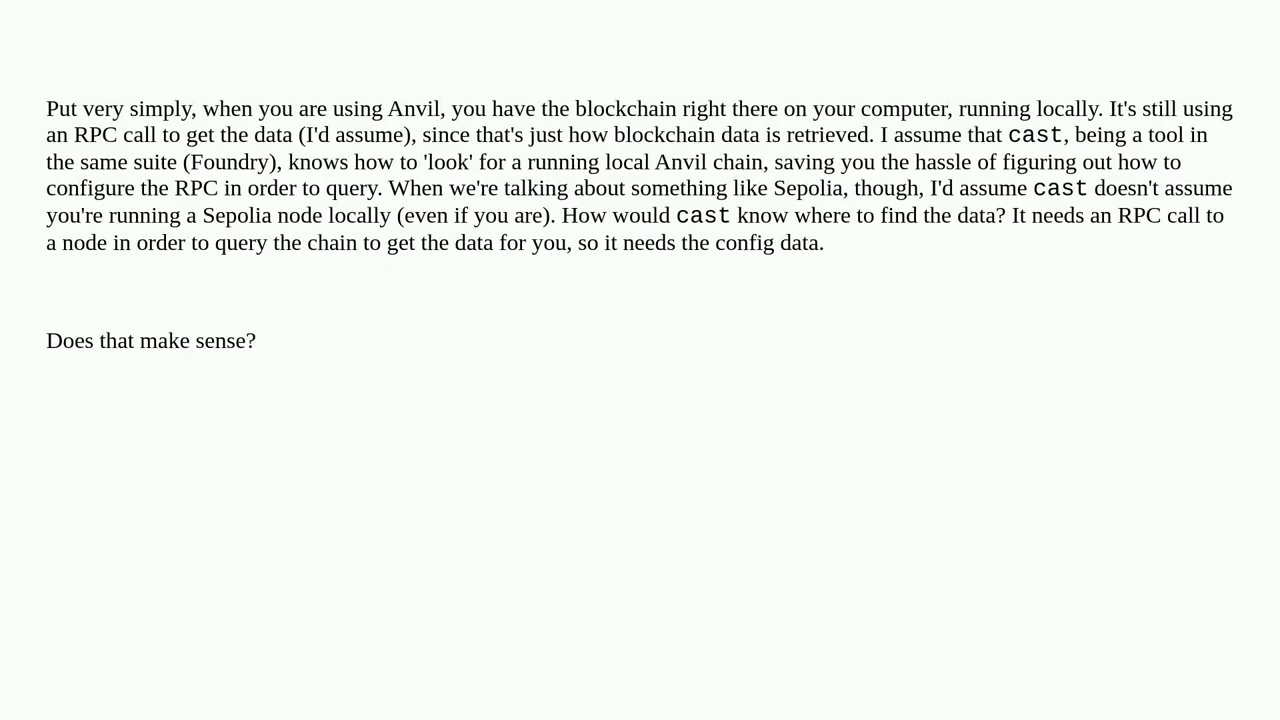 Put very simply, when you are using Anvil, you have the blockchain right there on your computer, running locally. It's still using
an RPC call to get the data (I'd assume), since that's just how blockchain data is retrieved. I assume that cast, being a tool in
the same suite (Foundry), knows how to 'look' for a running local Anvil chain, saving you the hassle of figuring out how to
configure the RPC in order to query. When we're talking about something like Sepolia, though, I'd assume cast doesn't assume
you're running a Sepolia node locally (even if you are). How would cast know where to find the data? It needs an RPC call to
a node in order to query the chain to get the data for you, so it needs the config data.
Does that make sense?